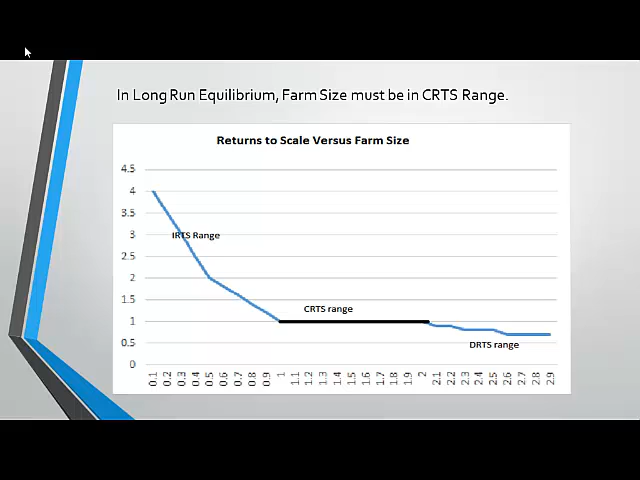 In Long Run Equilibrium, Farm Size must be in CRTS Range.
Returns to Scale Versus Farm Size
4.5
4
3.5
3
2.5
2
1.5
1
0.5
0
IRTS Range
CRTS range
DRTS range
0.1 0.2 0.3 0.4 0.5 0.6 0.7 0.8 0.9 1 1.1 1.2 1.3 1.4 1.5 1.6 1.7 1.8 1.9 2 2.1 2.2 2.3 2.4 2.5 2.6 2.7 2.8 2.9